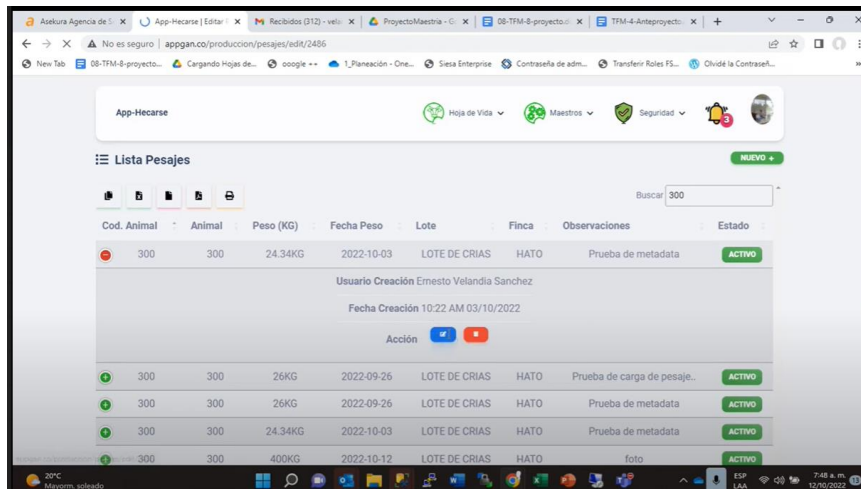 Asekura Agencia de S
App-Hecarse | Editar
Recibidos (312) - vela
ProyectoMaestria - G
08-TFM-8-proyecto.d
TFM-4-Anteproyecto
No es seguro | appgan.co/produccion/pesajes/edit/2486
New Tab 08-TFM-8-proyecto... Cargando Hojas de... ooogle ++ 1_Planeación - One... Siesa Enterprise Contraseña de adm... Transferir Roles FS... Olvidé la Contraseñ...
App-Hecarse Hoja de Vida Maestros Seguridad 3
Lista Pesajes NUEVO +
Buscar 300
Cod. Animal Animal Peso (KG) Fecha Peso Lote Finca Observaciones Estado
300 300 24.34KG 2022-10-03 LOTE DE CRIAS HATO Prueba de metadata ACTIVO
Usuario Creación Ernesto Velandia Sanchez
Fecha Creación 10:22 AM 03/10/2022
Acción
300 300 26KG 2022-09-26 LOTE DE CRIAS HATO Prueba de carga de pesaje.. ACTIVO
300 300 26KG 2022-09-26 LOTE DE CRIAS HATO Prueba de metadata ACTIVO
300 300 24.34KG 2022-10-03 LOTE DE CRIAS HATO Prueba de metadata ACTIVO
300 300 400KG 2022-10-12 LOTE DE CRIAS HATO foto ACTIVO
20°C
Mayorm. soleado
ESP
LAA
7:48 a. m.
12/10/2022